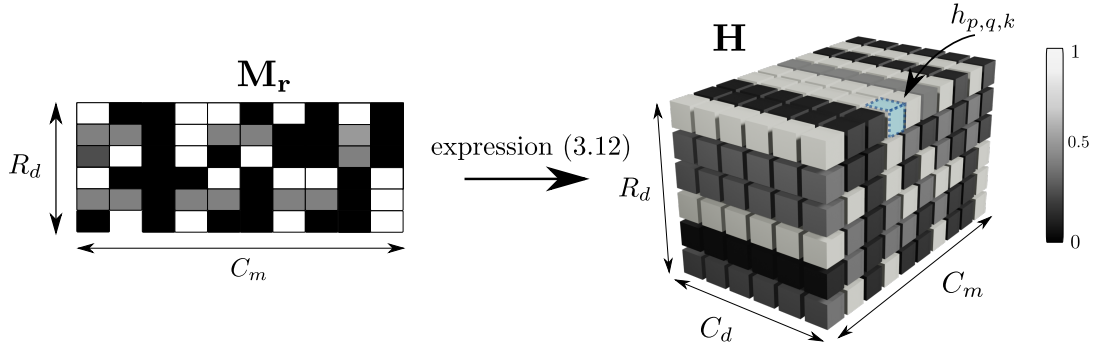 M_r
R_d
C_m
expression (3.12)
H
h_{p,q,k}
R_d
C_d
C_m
1
0.5
0